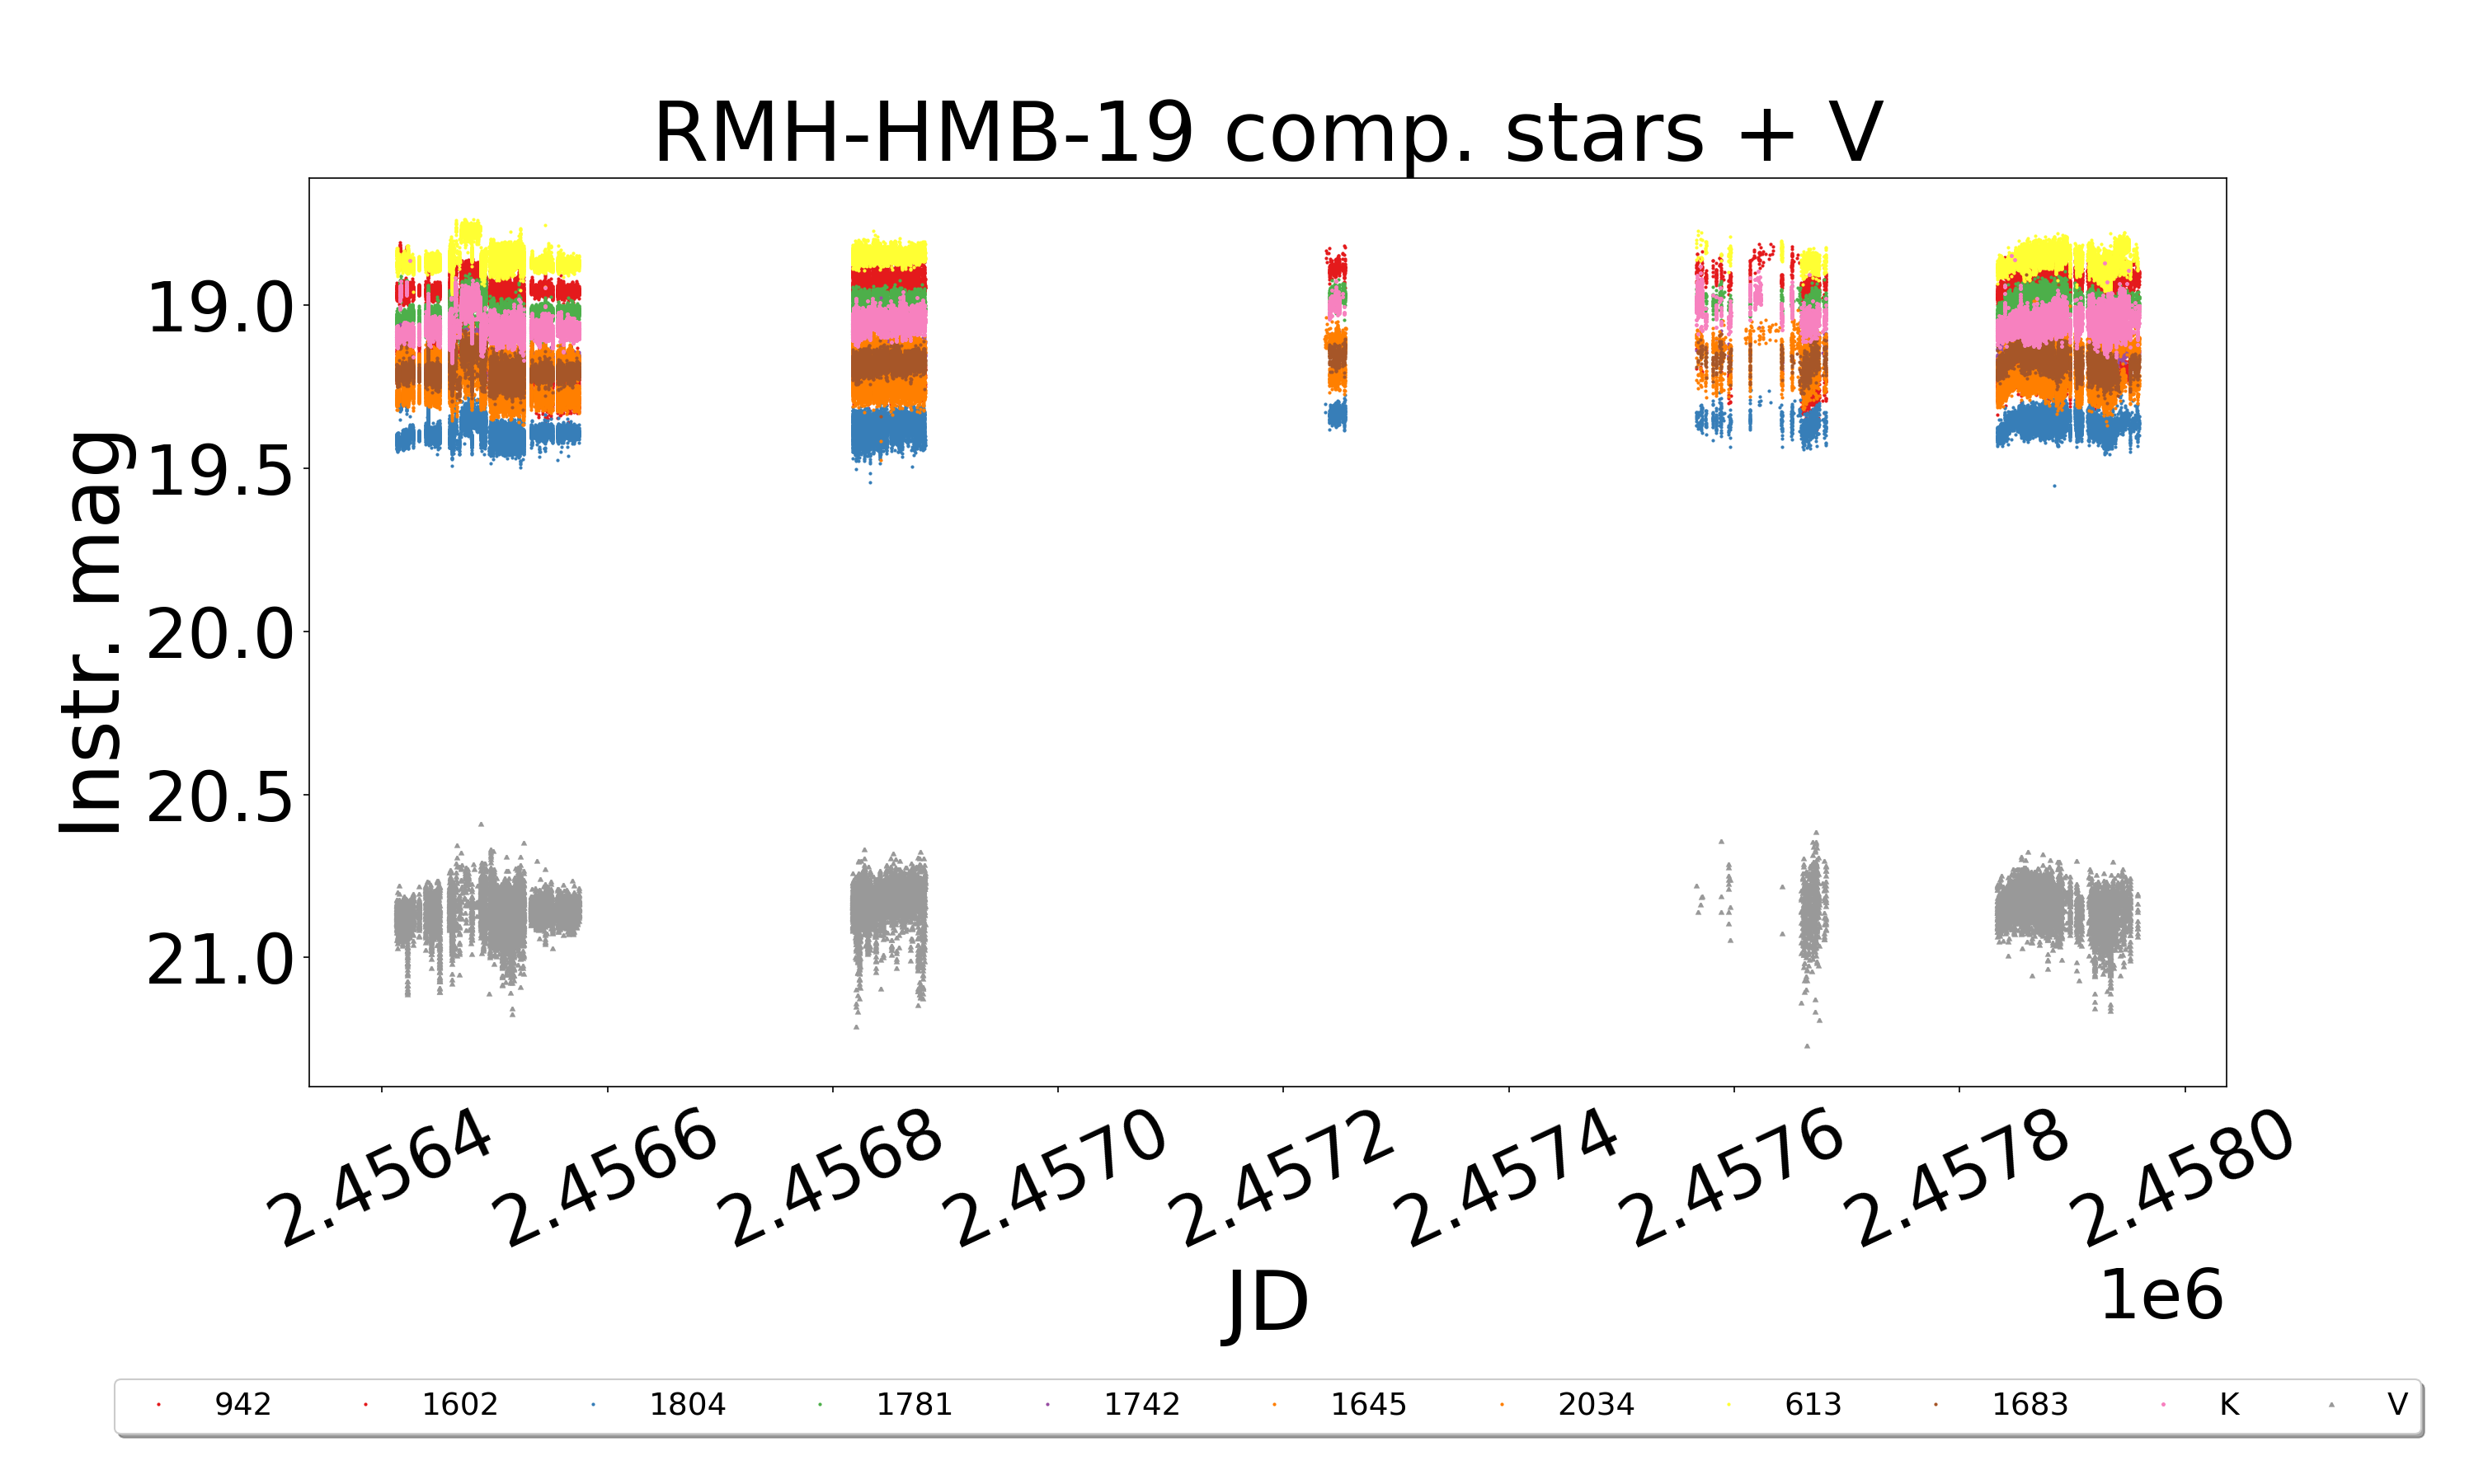 RMH-HMB-19 comp. stars + V
Instr. mag
19.0
19.5
20.0
20.5
21.0
2.4564 2.4566 2.4568 2.4570 2.4572 2.4574 2.4576 2.4578 2.4580
JD
1e6
942 1602 1804 1781 1742 1645 2034 613 1683 K V